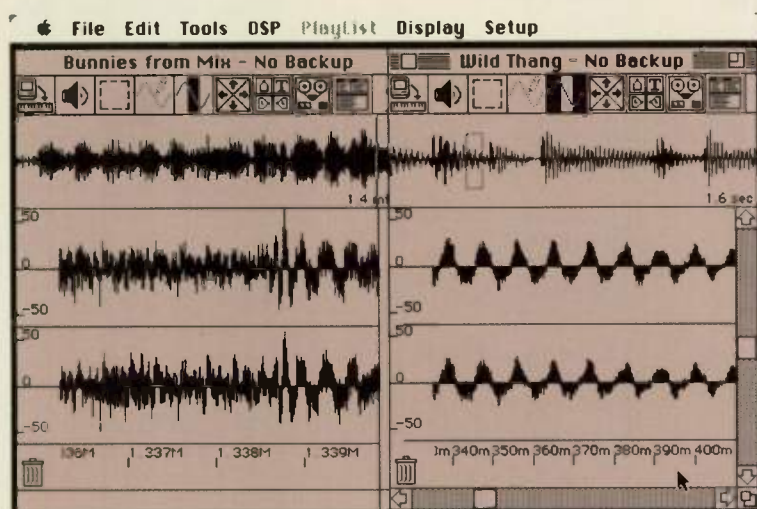 File Edit Tools DSP PlayList Display Setup
Bunnies from Mix - No Backup
Wild Thang - No Backup
1.6 sec
50
0
-50
50
0
-50
1.337M 1.338M 1.339M
50
0
-50
50
0
-50
340m 350m 360m 370m 380m 390m 400m